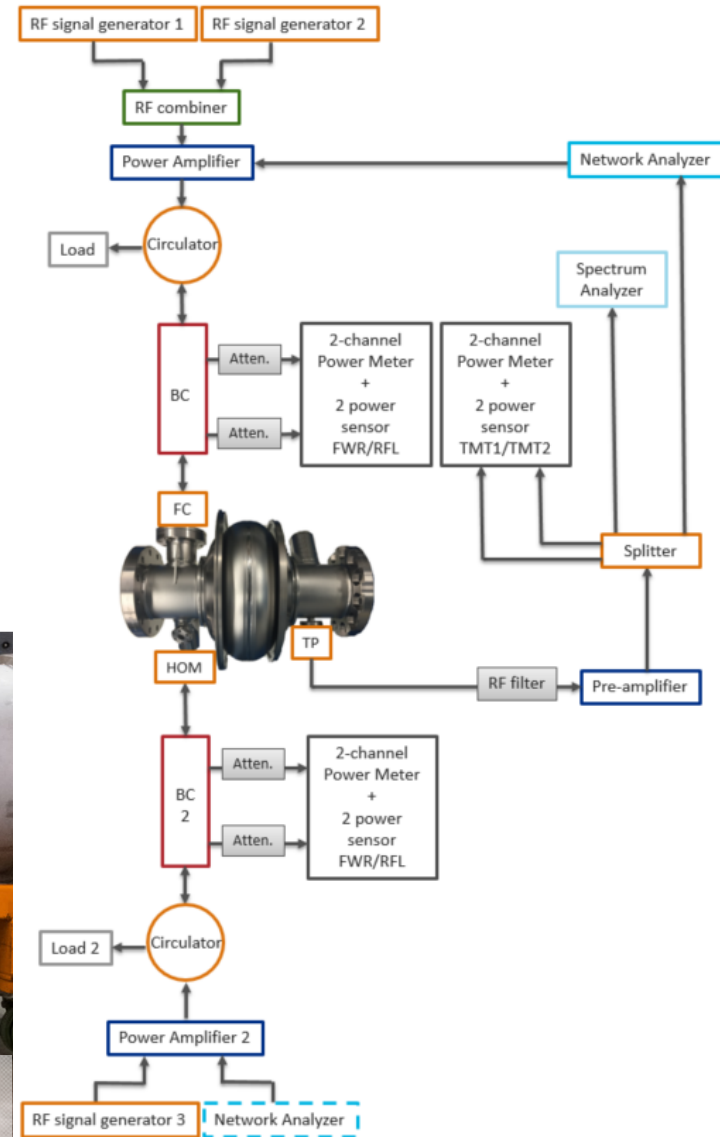 RF signal generator 1
RF signal generator 2
RF combiner
Power Amplifier
Network Analyzer
Circulator
Load
Spectrum
Analyzer
BC
Atten.
Atten.
2-channel
Power Meter
+
2 power
sensor
FWR/RFL
2-channel
Power Meter
+
2 power
sensor
TMT1/TMT2
FC
Splitter
TP
HOM
RF filter
Pre-amplifier
BC
2
Atten.
Atten.
2-channel
Power Meter
+
2 power
sensor
FWR/RFL
Circulator
Load 2
Power Amplifier 2
RF signal generator 3
Network Analyzer